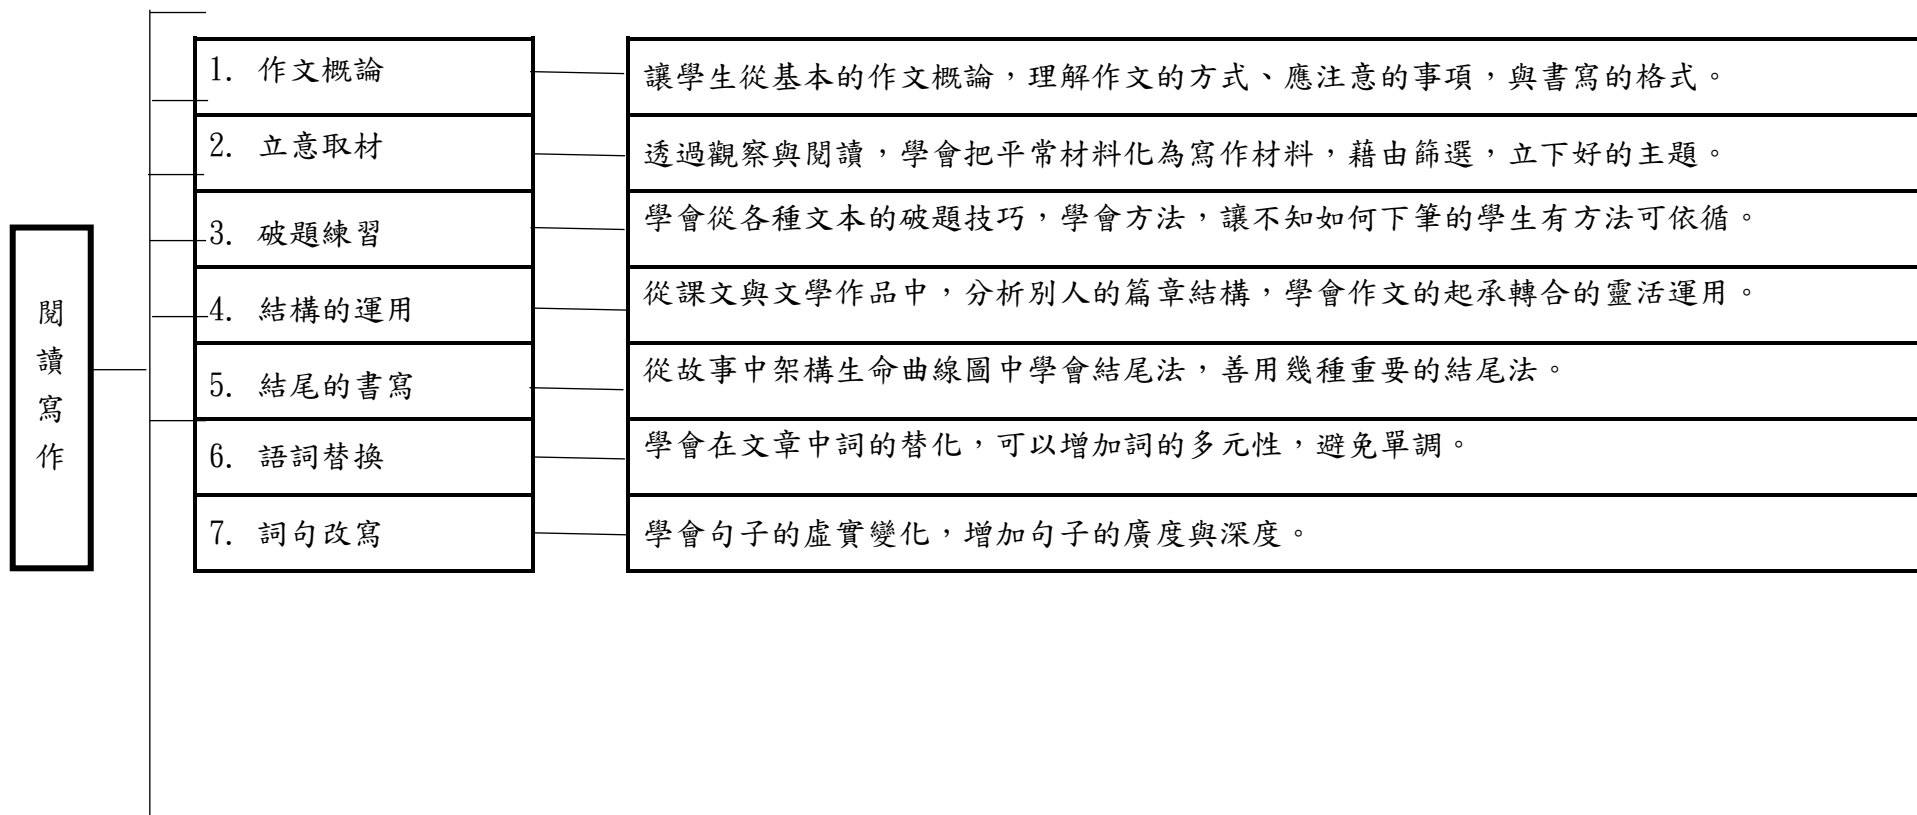 閱讀寫作
1. 作文概論
讓學生從基本的作文概論，理解作文的方式、應注意的事項，與書寫的格式。
2. 立意取材
透過觀察與閱讀，學會把平常材料化為寫作材料，藉由篩選，立下好的主題。
3. 破題練習
學會從各種文本的破題技巧，學會方法，讓不知如何下筆的學生有方法可依循。
4. 結構的運用
從課文與文學作品中，分析別人的篇章結構，學會作文的起承轉合的靈活運用。
5. 結尾的書寫
從故事中架構生命曲線圖中學會結尾法，善用幾種重要的結尾法。
6. 語詞替換
學會在文章中詞的替化，可以增加詞的多元性，避免單調。
7. 詞句改寫
學會句子的虛實變化，增加句子的廣度與深度。